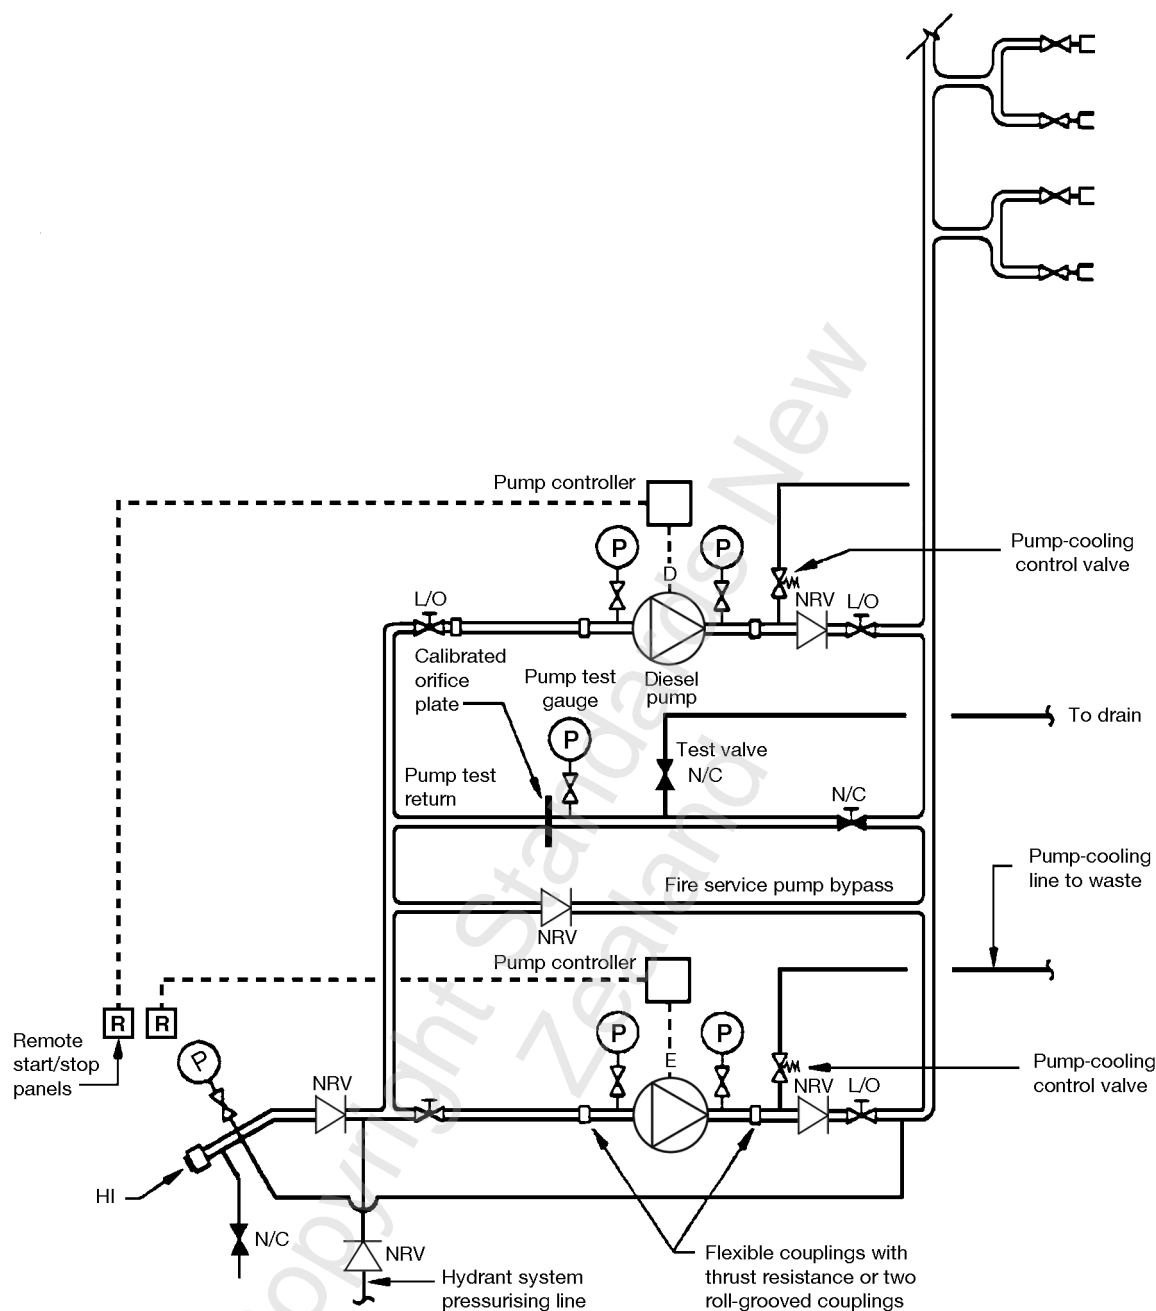 Pump controller
P
P
Pump-cooling
control valve
D
L/O
NRV
L/O
Calibrated
orifice
plate
Pump test
gauge
Diesel
pump
P
To drain
Test valve
N/C
Pump test
return
N/C
Pump-cooling
line to waste
Fire service pump bypass
NRV
Pump controller
R
R
Remote
start/stop
panels
P
P
P
E
Pump-cooling
control valve
NRV
NRV
L/O
HI
N/C
NRV
Hydrant system
pressurising line
Flexible couplings with
thrust resistance or two
roll-grooved couplings
Copyright Standards New
Zealand